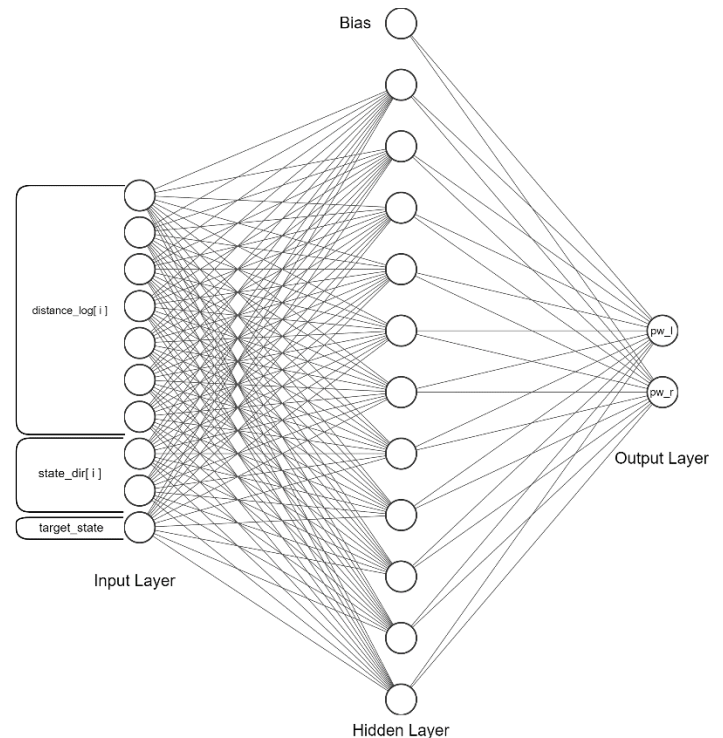 Bias
distance_log[ i ]
pw_l
pw_r
state_dir[ i ]
Output Layer
target_state
Input Layer
Hidden Layer